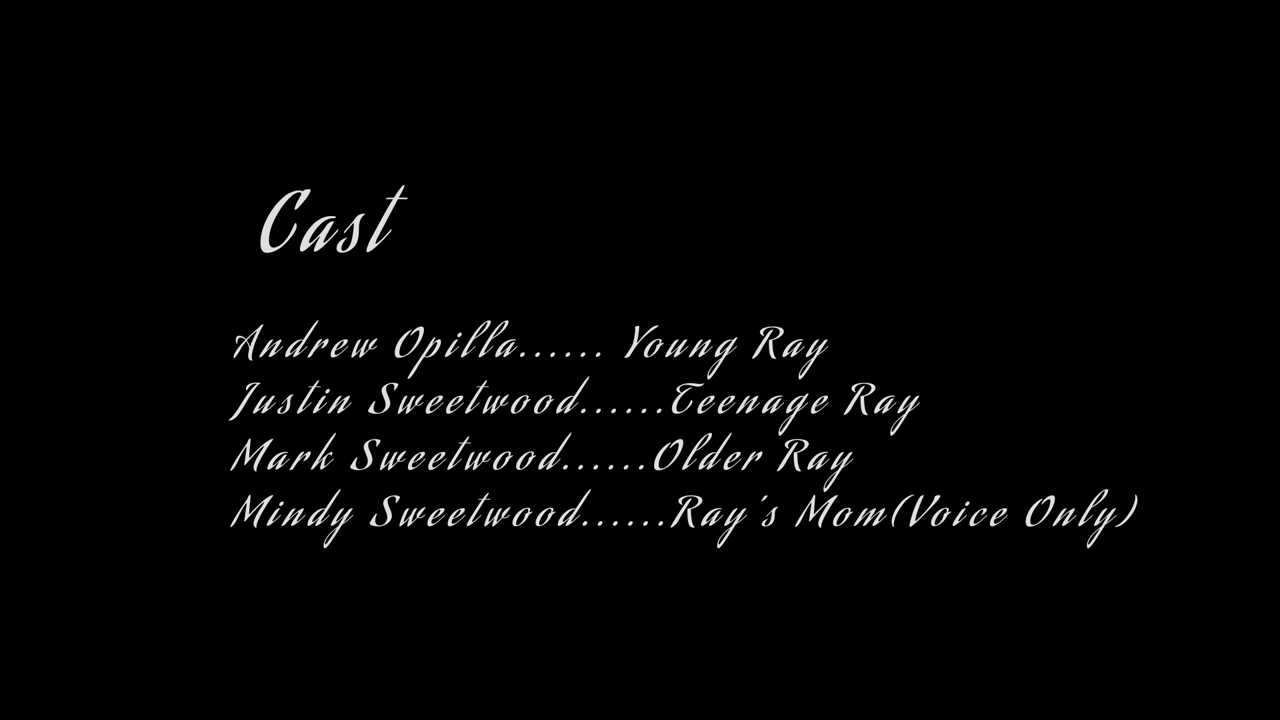 Cast
Andrew Opilla...... Young Ray
Justin Sweetwood......Teenage Ray
Mark Sweetwood......Older Ray
Mindy Sweetwood......Ray's Mom(Voice Only)